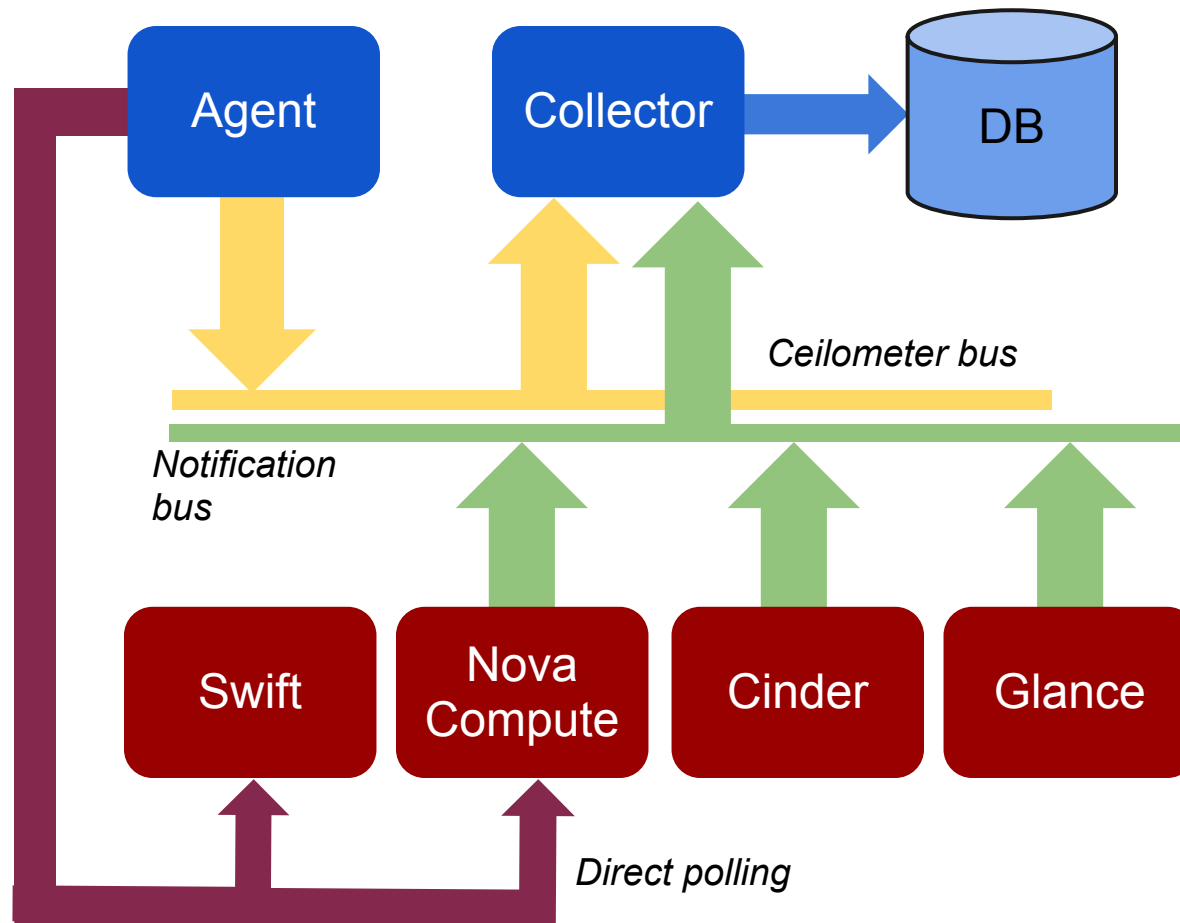 Agent
Collector
DB
Ceilometer bus
Notification
bus
Swift
Nova
Compute
Cinder
Glance
Direct polling